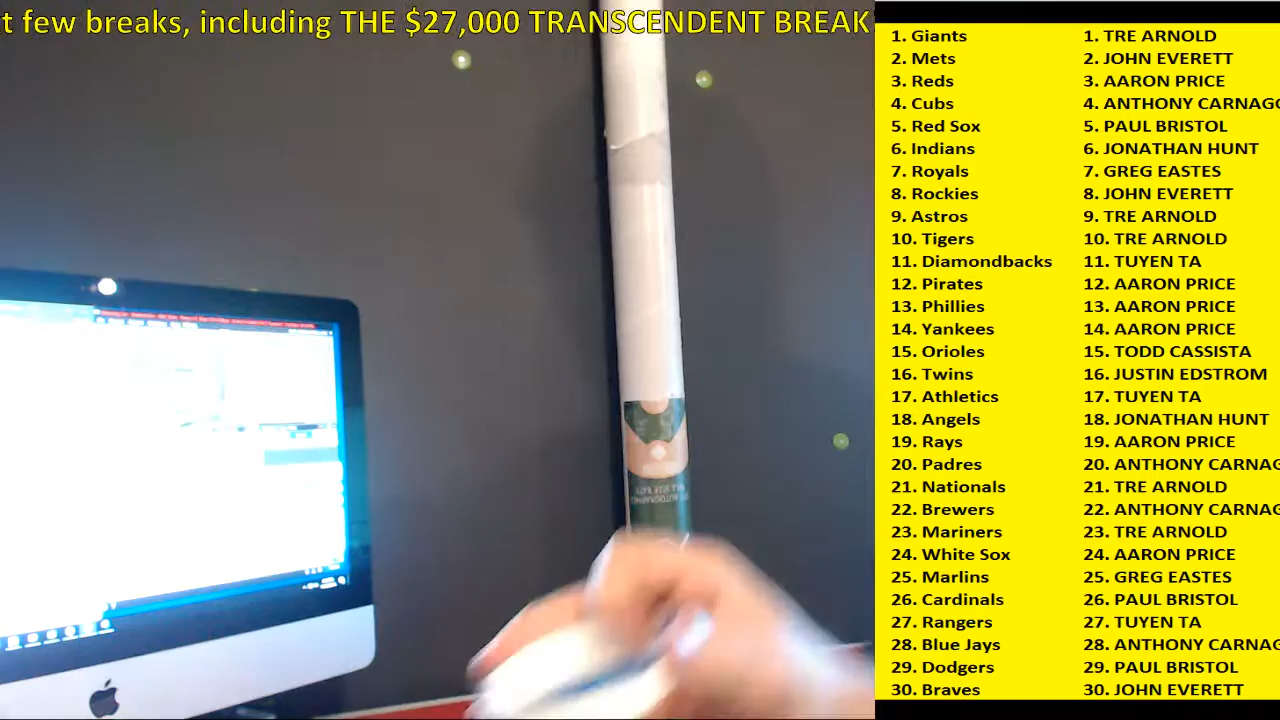 t few breaks, including THE $27,000 TRANSCENDENT BREAK
1. Giants 1. TRE ARNOLD
2. Mets 2. JOHN EVERETT
3. Reds 3. AARON PRICE
4. Cubs 4. ANTHONY CARNAGO
5. Red Sox 5. PAUL BRISTOL
6. Indians 6. JONATHAN HUNT
7. Royals 7. GREG EASTES
8. Rockies 8. JOHN EVERETT
9. Astros 9. TRE ARNOLD
10. Tigers 10. TRE ARNOLD
11. Diamondbacks 11. TUYEN TA
12. Pirates 12. AARON PRICE
13. Phillies 13. AARON PRICE
14. Yankees 14. AARON PRICE
15. Orioles 15. TODD CASSISTA
16. Twins 16. JUSTIN EDSTROM
17. Athletics 17. TUYEN TA
18. Angels 18. JONATHAN HUNT
19. Rays 19. AARON PRICE
20. Padres 20. ANTHONY CARNAG
21. Nationals 21. TRE ARNOLD
22. Brewers 22. ANTHONY CARNAG
23. Mariners 23. TRE ARNOLD
24. White Sox 24. AARON PRICE
25. Marlins 25. GREG EASTES
26. Cardinals 26. PAUL BRISTOL
27. Rangers 27. TUYEN TA
28. Blue Jays 28. ANTHONY CARNAG
29. Dodgers 29. PAUL BRISTOL
30. Braves 30. JOHN EVERETT